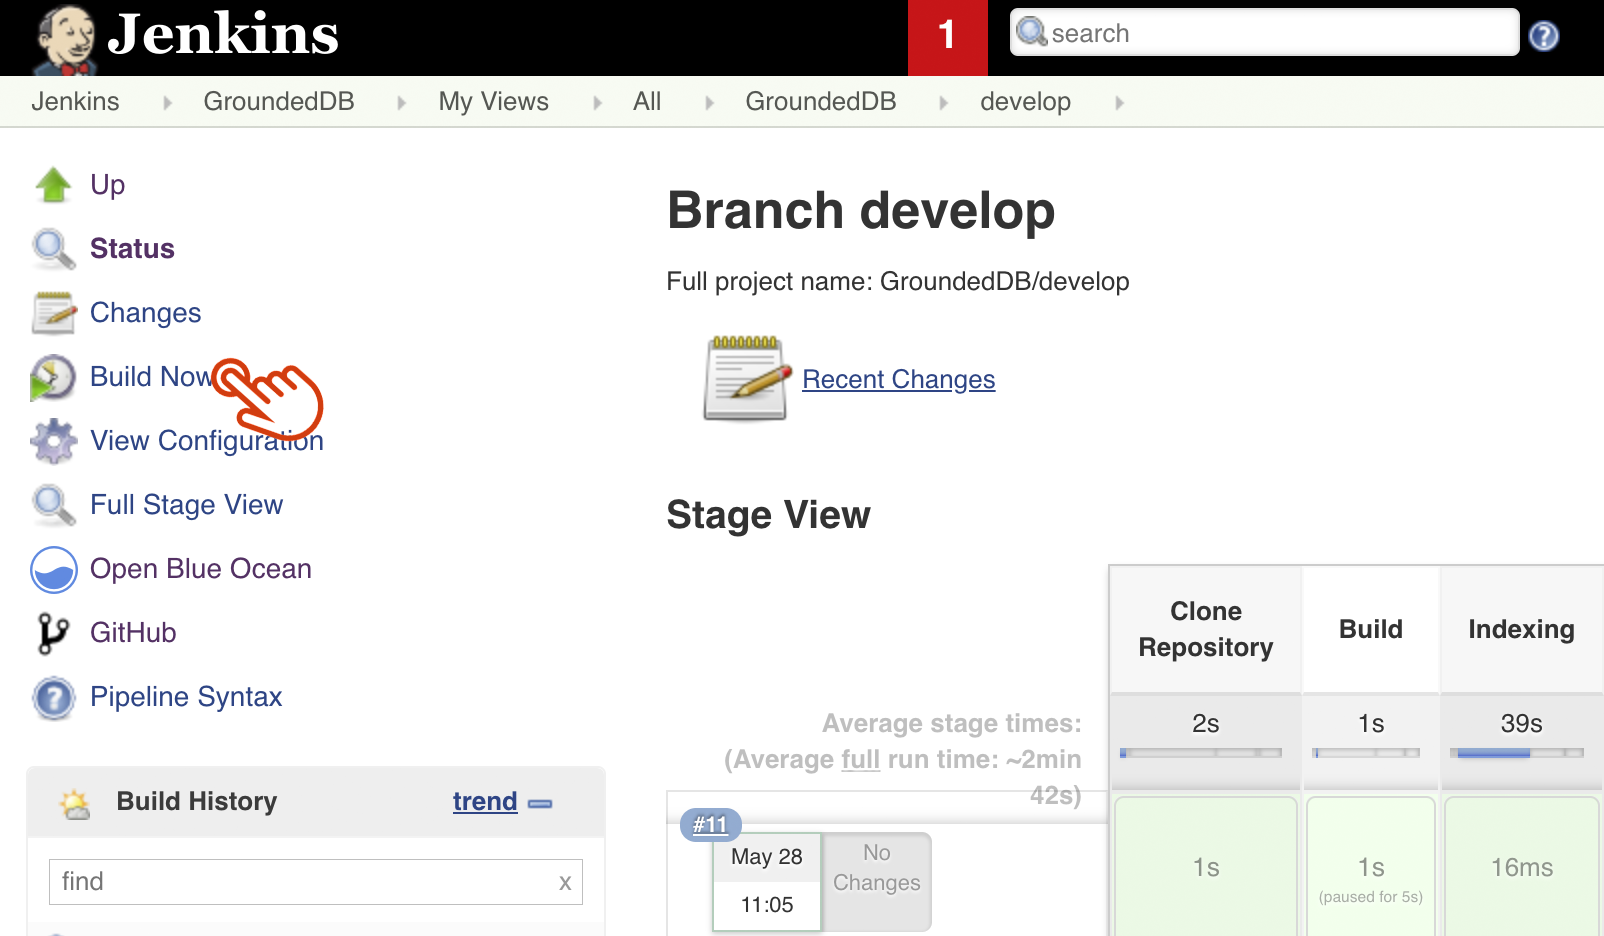 Jenkins
1
search
?
Jenkins GroundedDB My Views All GroundedDB develop
Up
Status
Changes
Build Now
View Configuration
Full Stage View
Open Blue Ocean
GitHub
?
Pipeline Syntax
Build History trend
find x
Branch develop
Full project name: GroundedDB/develop
Recent Changes
Stage View
Clone
Repository
Build
Indexing
Average stage times:
(Average full run time: ~2min
42s)
2s
1s
39s
#11
May 28
11:05
No
Changes
1s
1s
(paused for 5s)
16ms